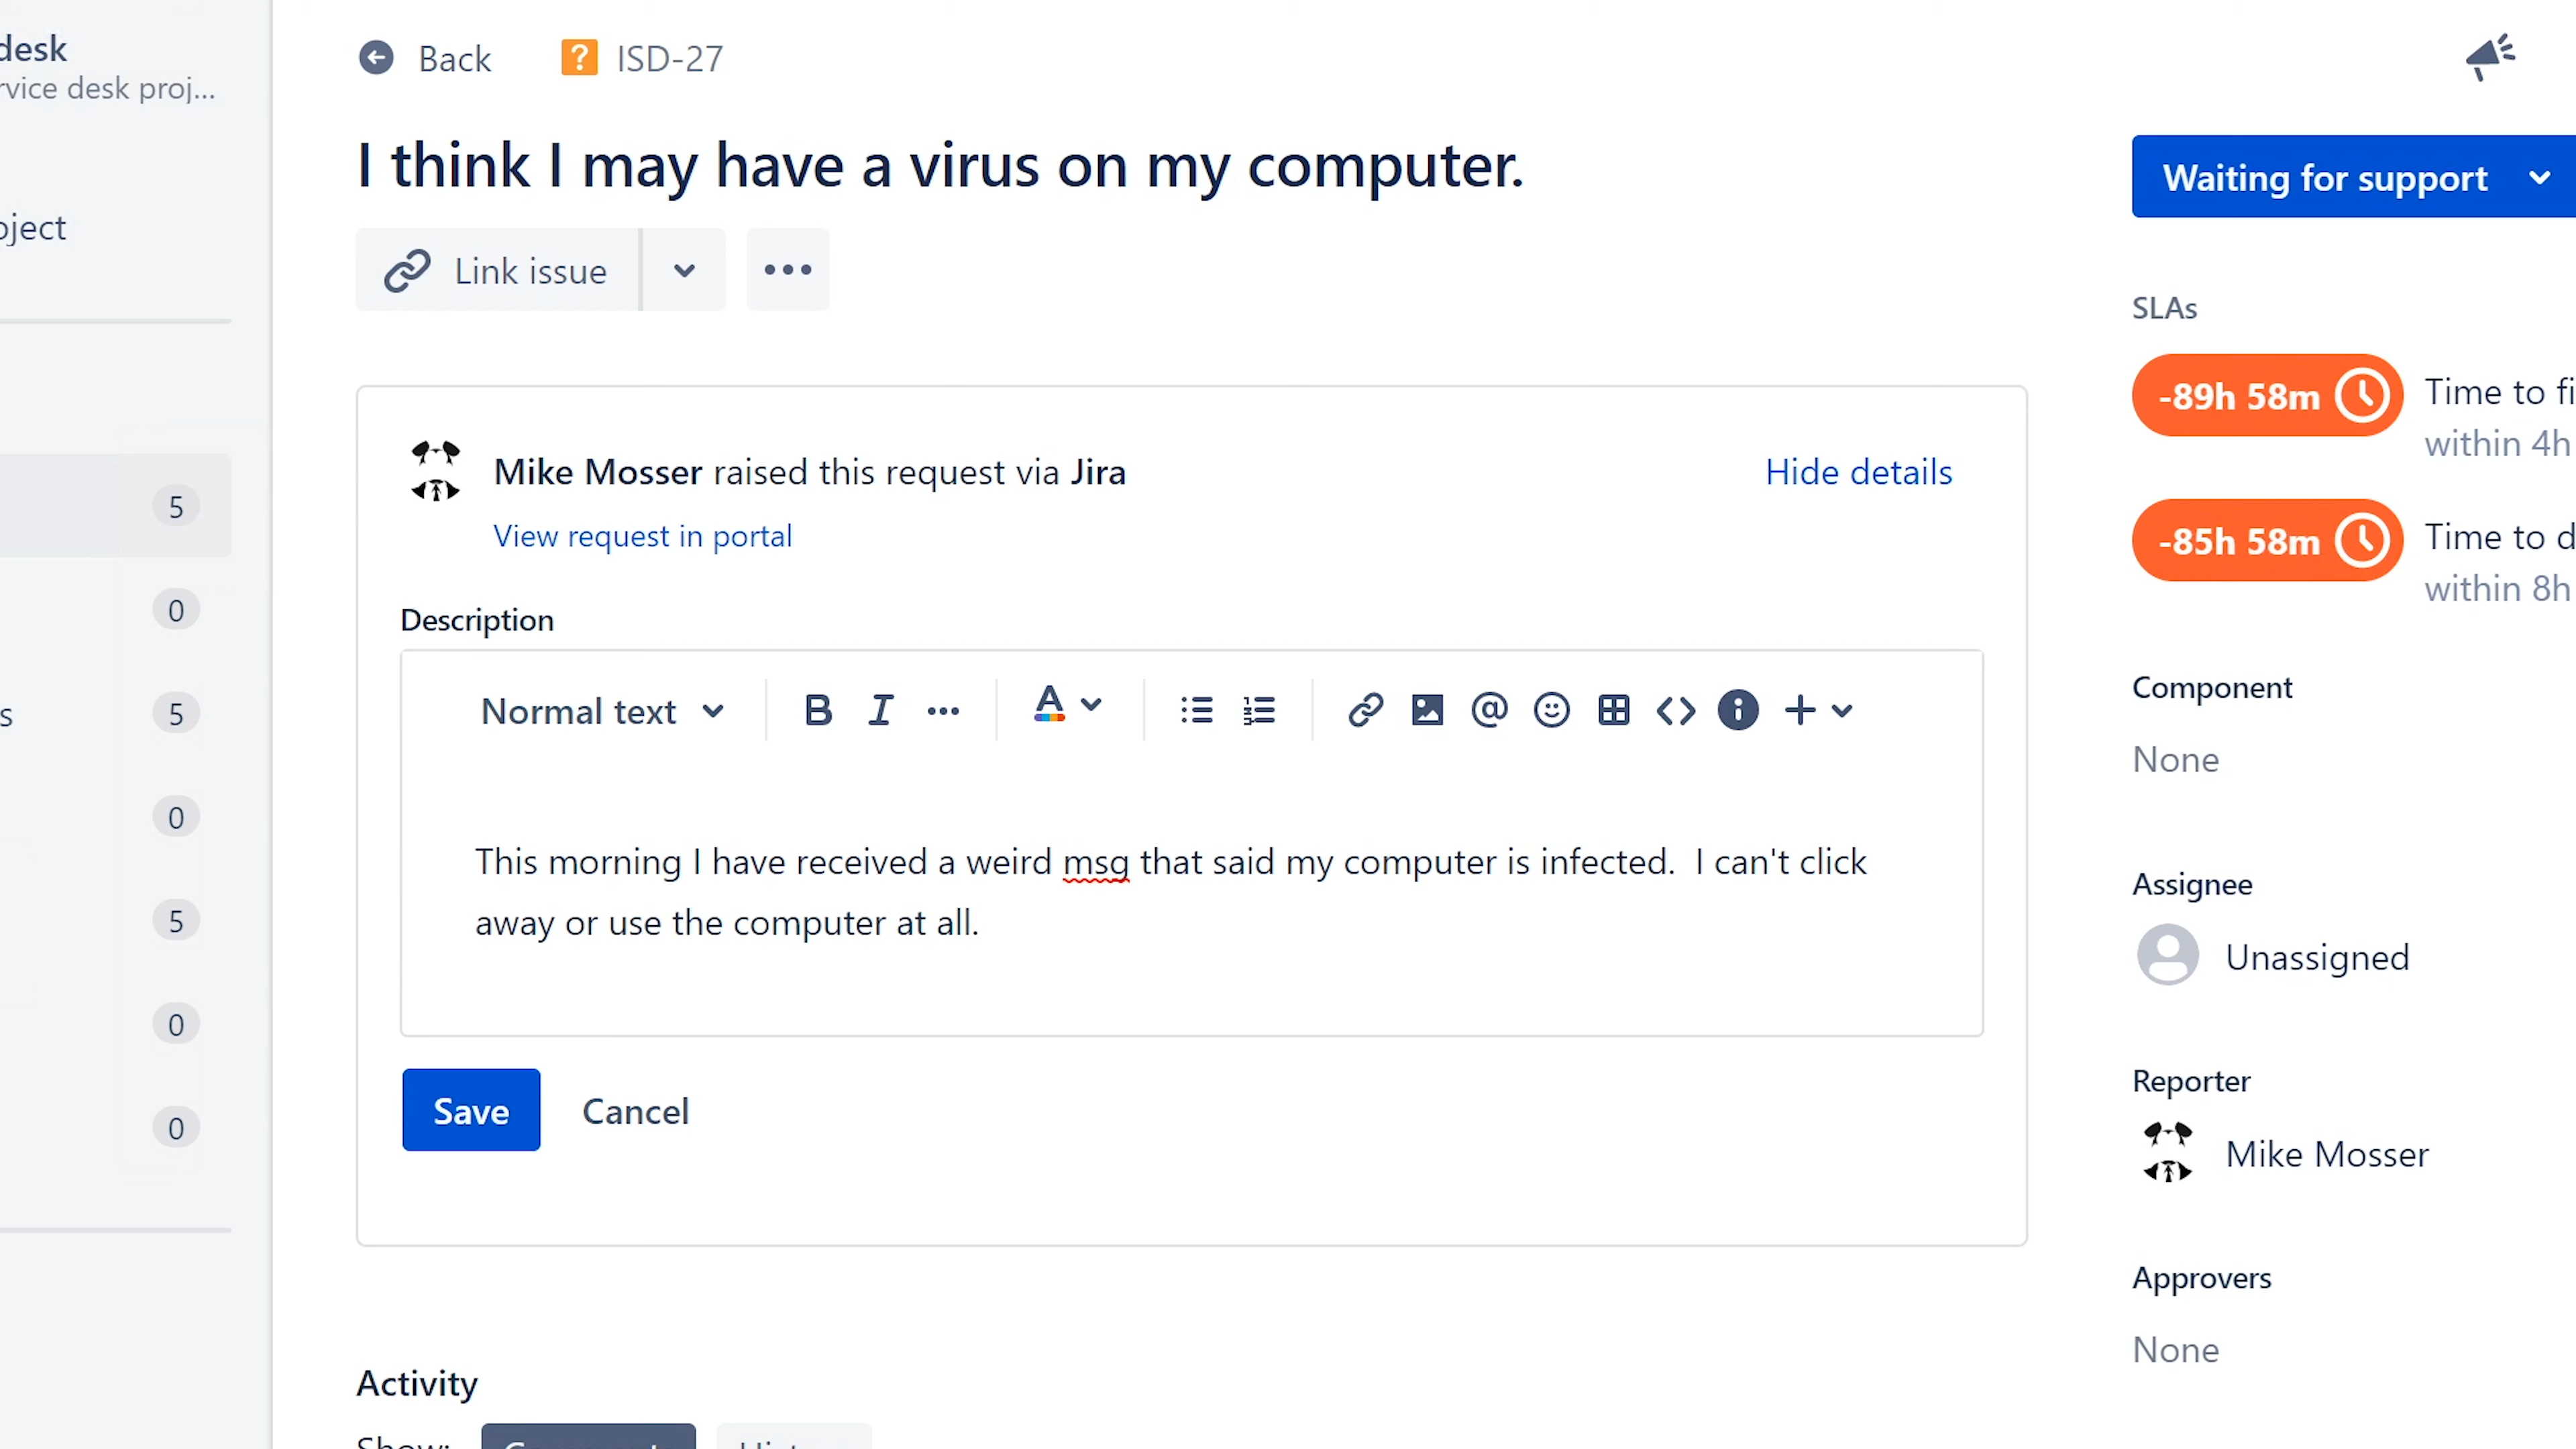 desk
rvice desk proj...
oject
5
0
s
5
0
5
0
0
Back
ISD-27
I think I may have a virus on my computer.
Link issue
Mike Mosser raised this request via Jira
Hide details
View request in portal
Description
Normal text
This morning I have received a weird msg that said my computer is infected.  I can't click
away or use the computer at all.
Save
Cancel
Activity
Show:
Waiting for support
SLAs
-89h 58m
Time to fi
within 4h
-85h 58m
Time to d
within 8h
Component
None
Assignee
Unassigned
Reporter
Mike Mosser
Approvers
None